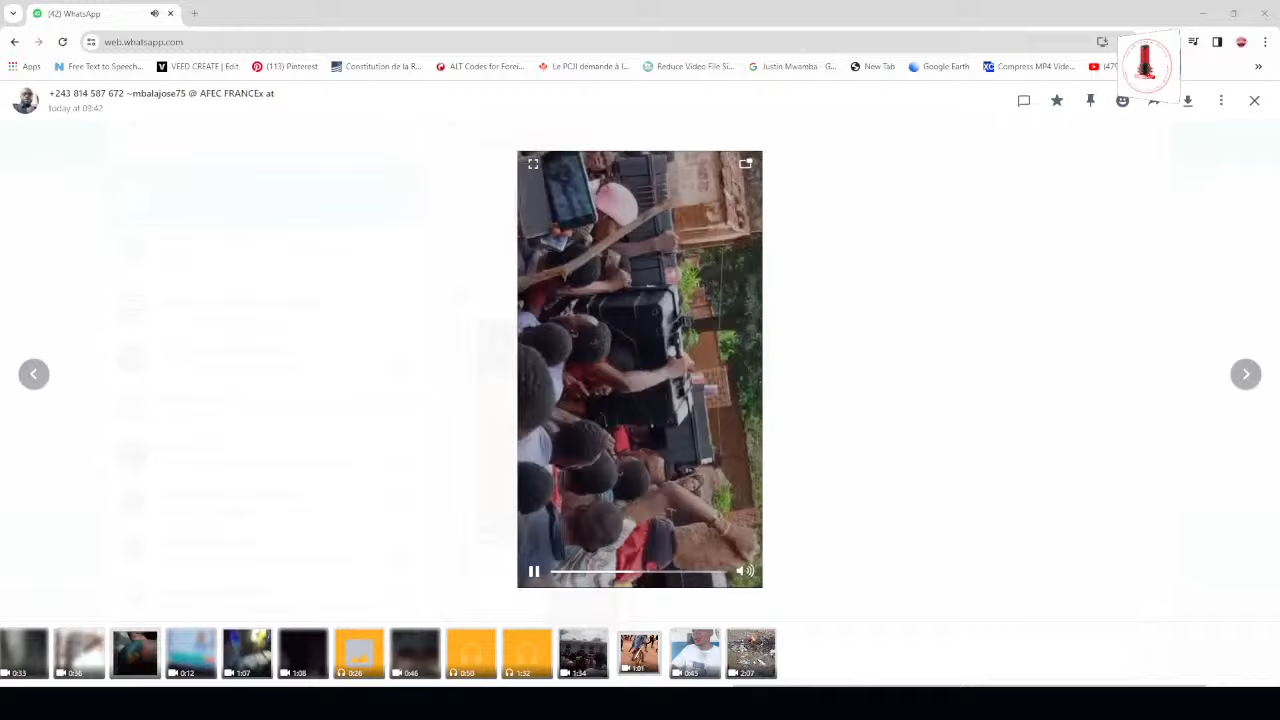 (42) WhatsApp
web.whatsapp.com
Apps
Free Text to Speech...
VEED CREATE | Edit
(113) Pinterest
Constitution de la R...
ALT Codes for Forei...
Le PCJI demande à l...
Reduce Video File Si...
Justin Mwamba - G...
New Tab
Google Earth
Compress MP4 Vide...
(479
+243 814 587 672 ~mbalajose75 @ AFEC FRANCEx at
today at 03:42
0:33
0:36
0:12
1:07
1:08
0:26
0:46
0:50
1:32
1:34
1:01
0:45
2:07